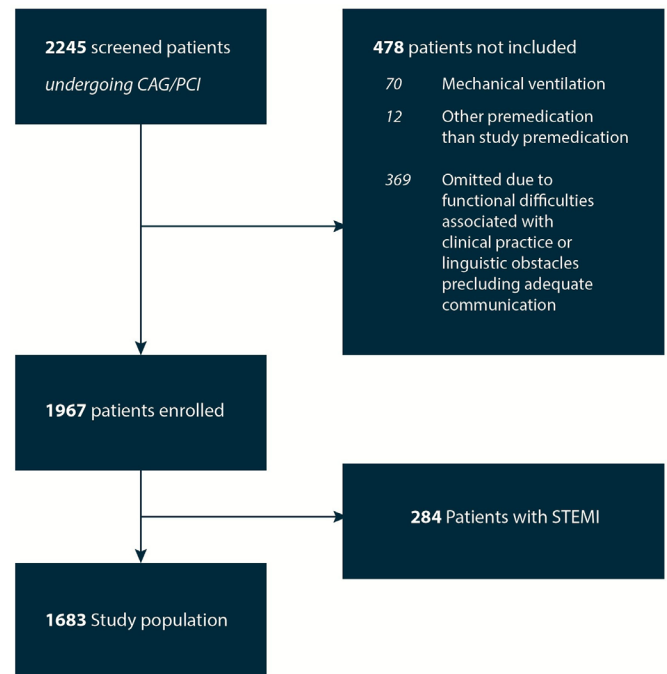 2245 screened patients
undergoing CAG/PCI
478 patients not included
70 Mechanical ventilation
12 Other premedication
than study premedication
369 Omitted due to
functional difficulties
associated with
clinical practice or
linguistic obstacles
precluding adequate
communication
1967 patients enrolled
284 Patients with STEMI
1683 Study population